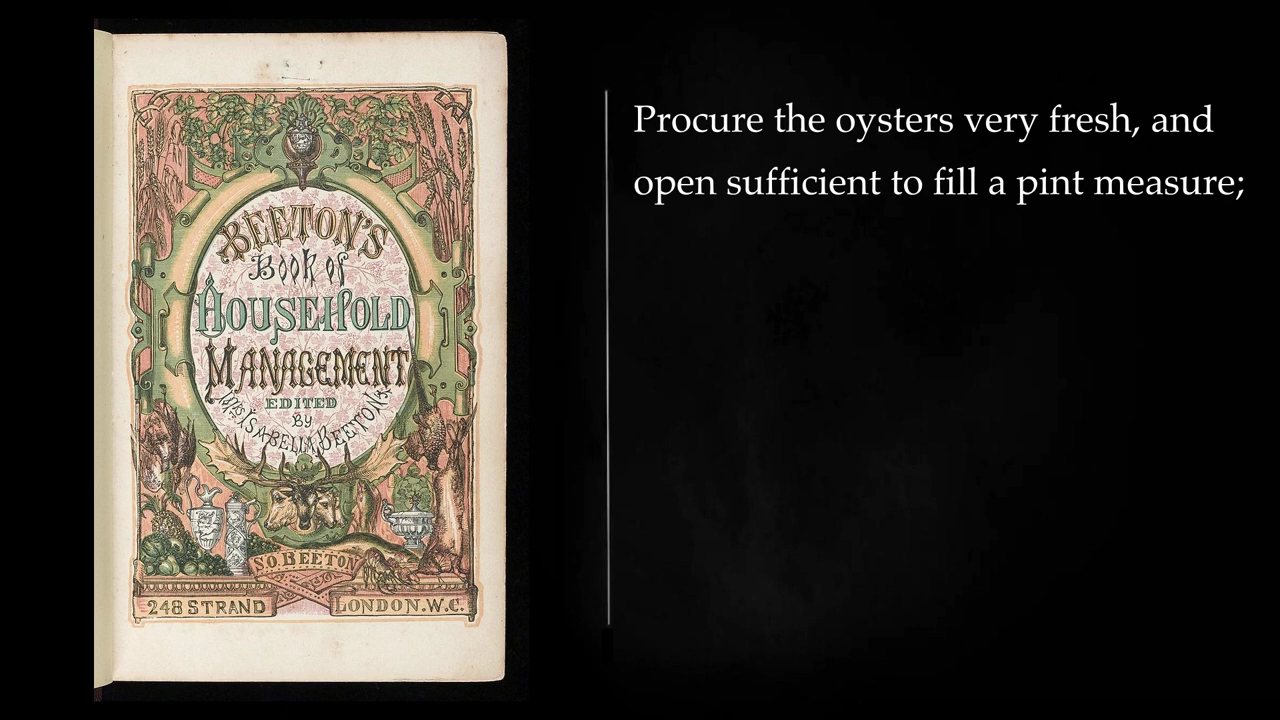 BEETON'S
Book of
HOUSEHOLD
MANAGEMENT
EDITED
BY
MRS ISABELLA BEETON
S.O. BEETON
248 STRAND
LONDON.W.C.
Procure the oysters very fresh, and
open sufficient to fill a pint measure;